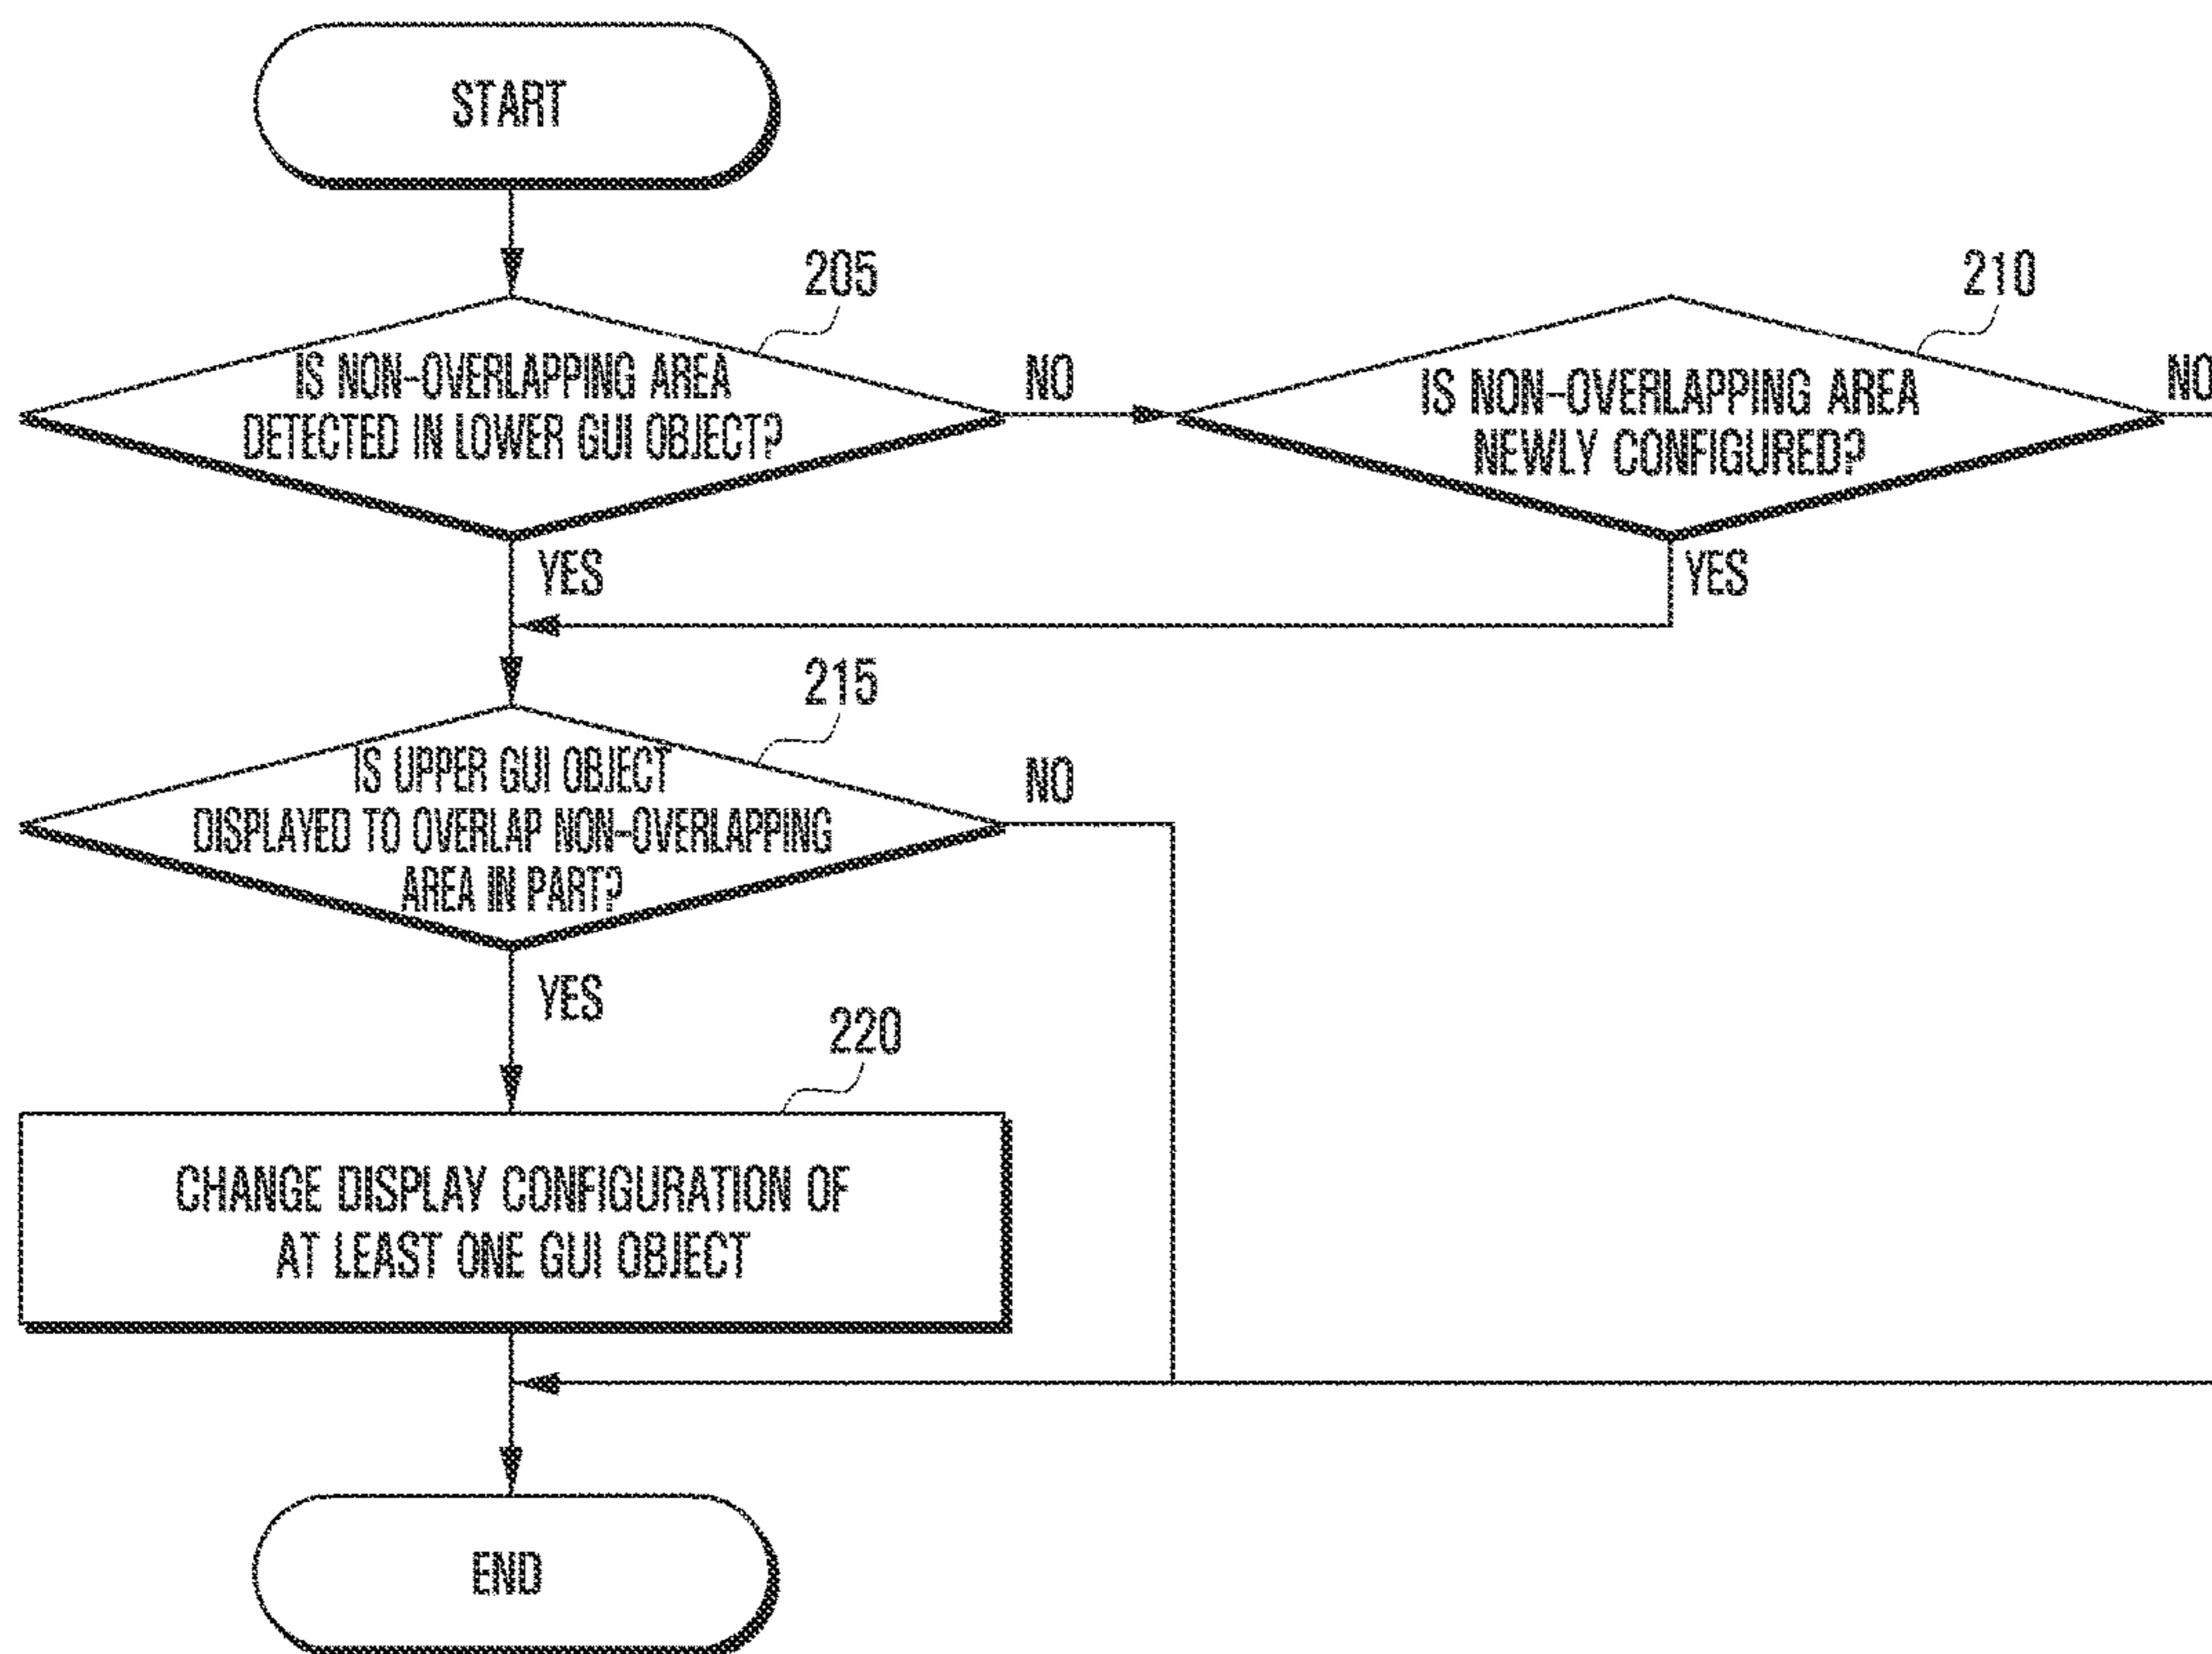 START
205
IS NON-OVERLAPPING AREA
DETECTED IN LOWER GUI OBJECT?
NO
210
IS NON-OVERLAPPING AREA
NEWLY CONFIGURED?
NO
YES
YES
215
IS UPPER GUI OBJECT
DISPLAYED TO OVERLAP NON-OVERLAPPING
AREA IN PART?
NO
YES
220
CHANGE DISPLAY CONFIGURATION OF
AT LEAST ONE GUI OBJECT
END